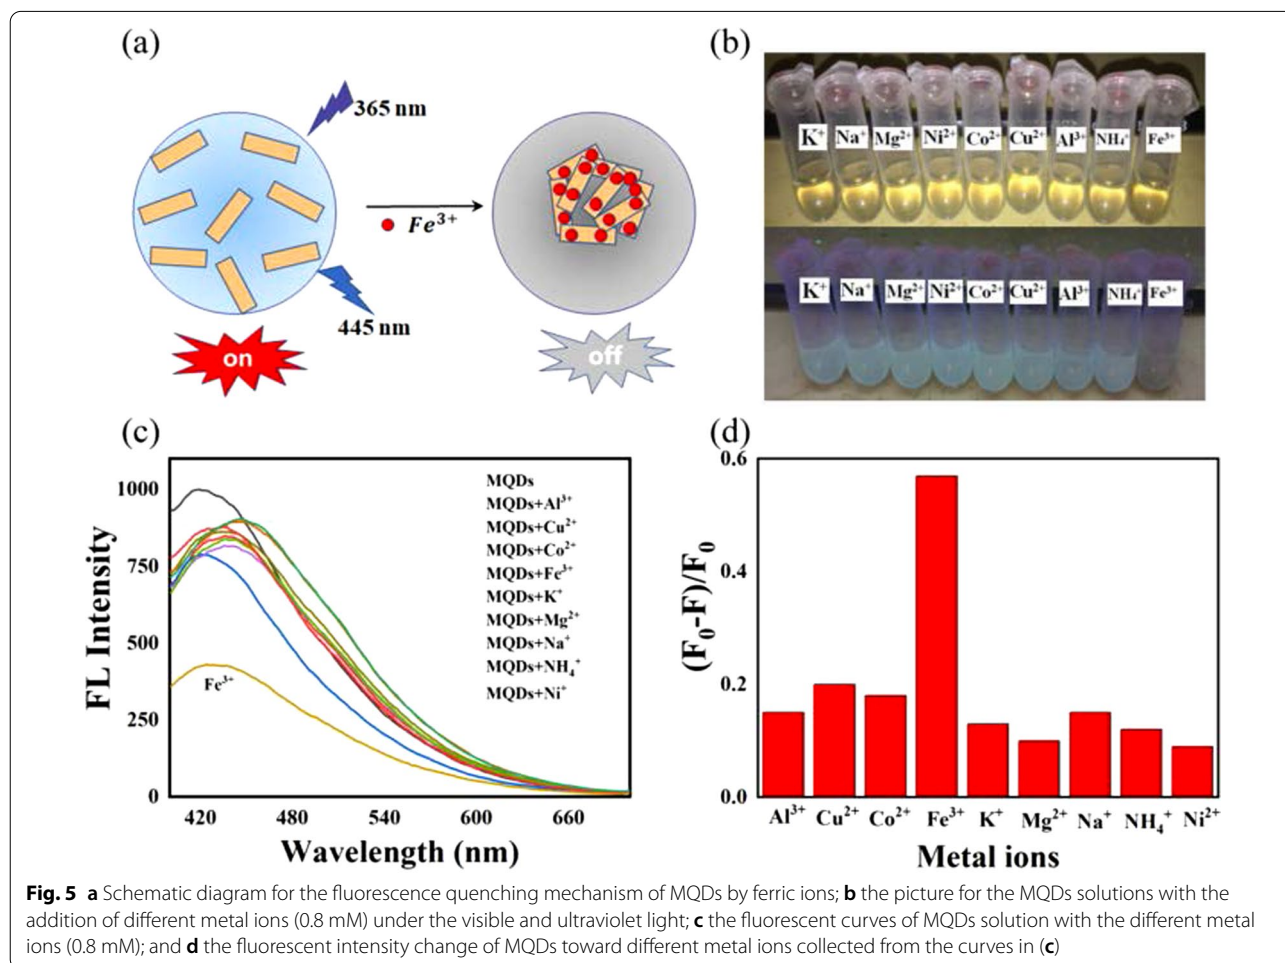 (a)
365 nm
Fe³⁺
445 nm
on
off
(b)
K⁺ Na⁺ Mg²⁺ Ni²⁺ Co²⁺ Cu²⁺ Al³⁺ NH₄⁺ Fe³⁺
K⁺ Na⁺ Mg²⁺ Ni²⁺ Co²⁺ Cu²⁺ Al³⁺ NH₄⁺ Fe³⁺
(c)
FL Intensity
1000
750
500
250
0
MQDs
MQDs+Al³⁺
MQDs+Cu²⁺
MQDs+Co²⁺
MQDs+Fe³⁺
MQDs+K⁺
MQDs+Mg²⁺
MQDs+Na⁺
MQDs+NH₄⁺
MQDs+Ni⁺
Fe³⁺
420 480 540 600 660
Wavelength (nm)
(d)
(F₀-F)/F₀
0.6
0.4
0.2
0.0
Al³⁺ Cu²⁺ Co²⁺ Fe³⁺ K⁺ Mg²⁺ Na⁺ NH₄⁺ Ni²⁺
Metal ions
Fig. 5 a Schematic diagram for the fluorescence quenching mechanism of MQDs by ferric ions; b the picture for the MQDs solutions with the
addition of different metal ions (0.8 mM) under the visible and ultraviolet light; c the fluorescent curves of MQDs solution with the different metal
ions (0.8 mM); and d the fluorescent intensity change of MQDs toward different metal ions collected from the curves in (c)